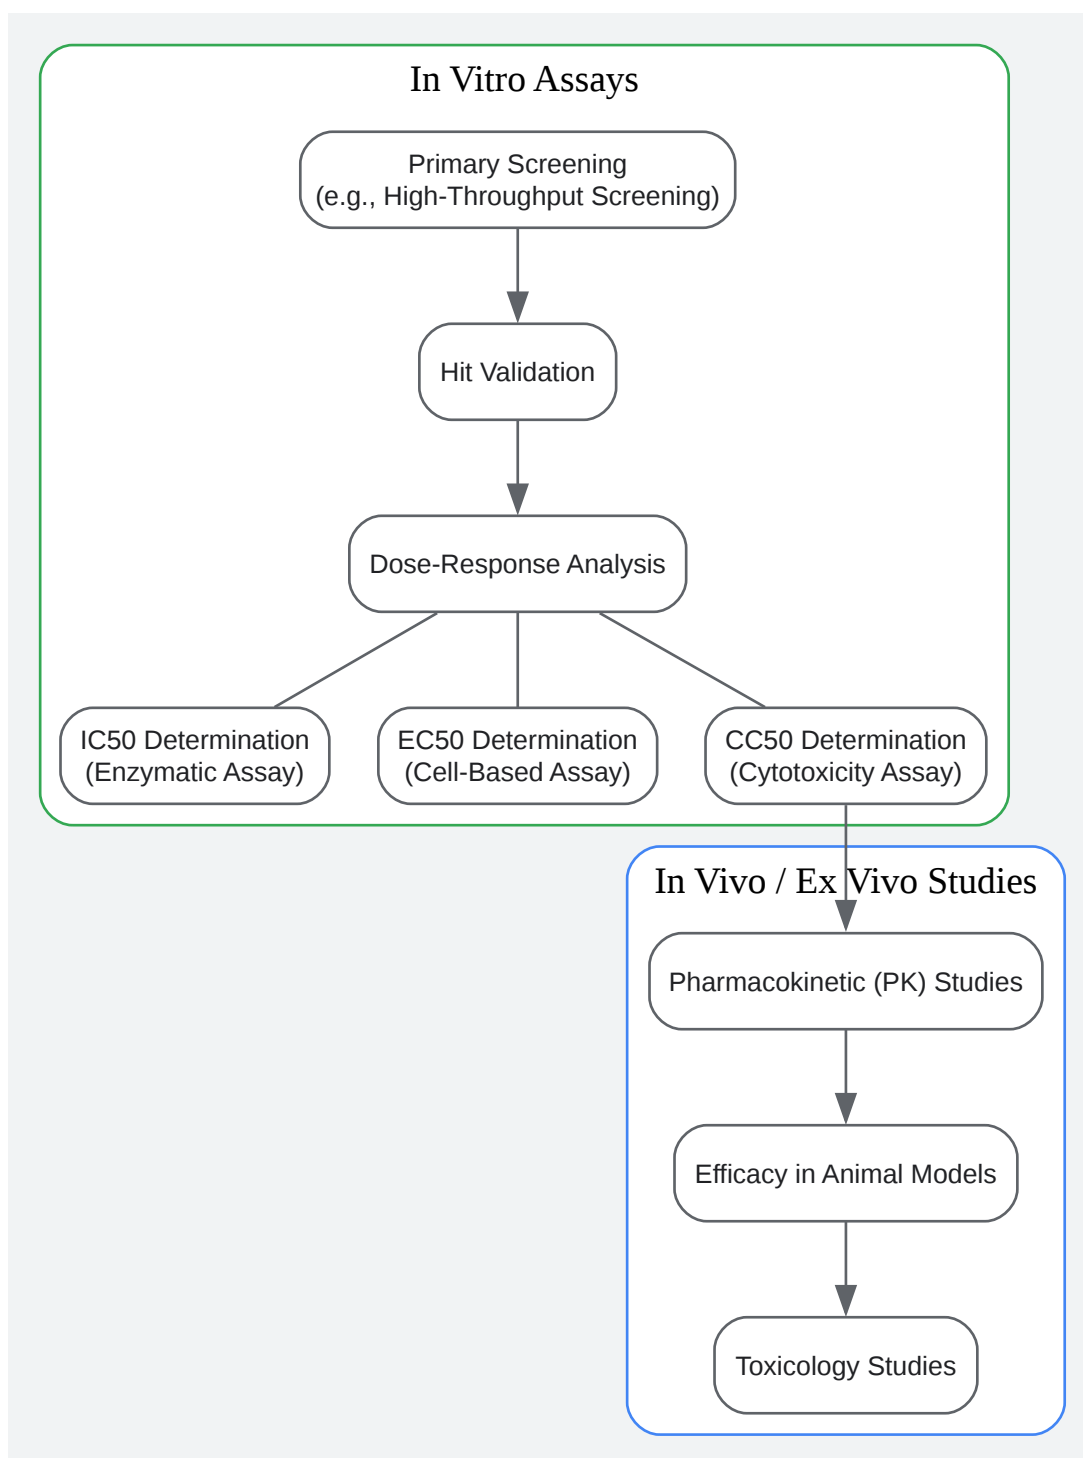 In Vitro Assays
Primary Screening
(e.g., High-Throughput Screening)
Hit Validation
Dose-Response Analysis
IC50 Determination
(Enzymatic Assay)
EC50 Determination
(Cell-Based Assay)
CC50 Determination
(Cytotoxicity Assay)
In Vivo / Ex Vivo Studies
Pharmacokinetic (PK) Studies
Efficacy in Animal Models
Toxicology Studies